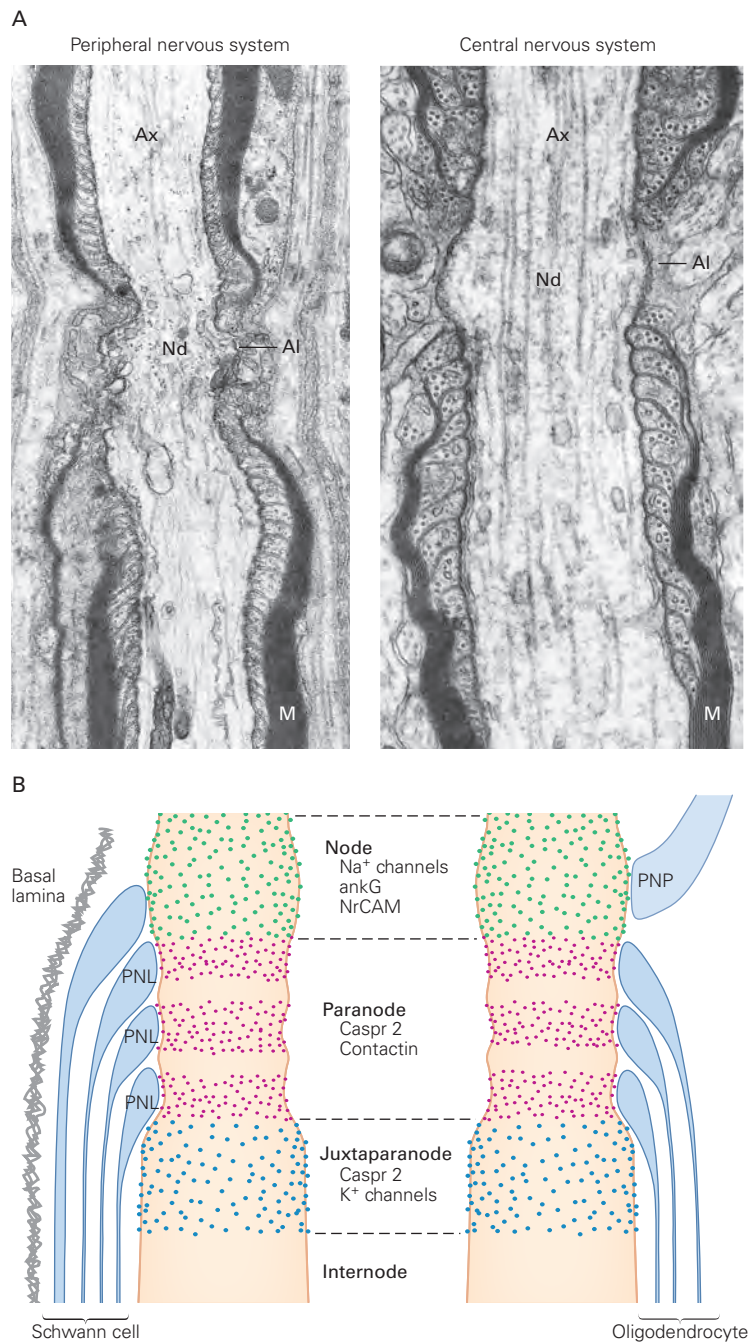 A
Peripheral nervous system
Central nervous system
Ax
Nd
Al
M
Ax
Nd
Al
M
B
Basal
lamina
PNL
PNL
PNL
Node
Na+ channels
ankG
NrCAM
Paranode
Caspr 2
Contactin
Juxtaparanode
Caspr 2
K+ channels
Internode
PNP
Schwann cell
Oligodendrocyte